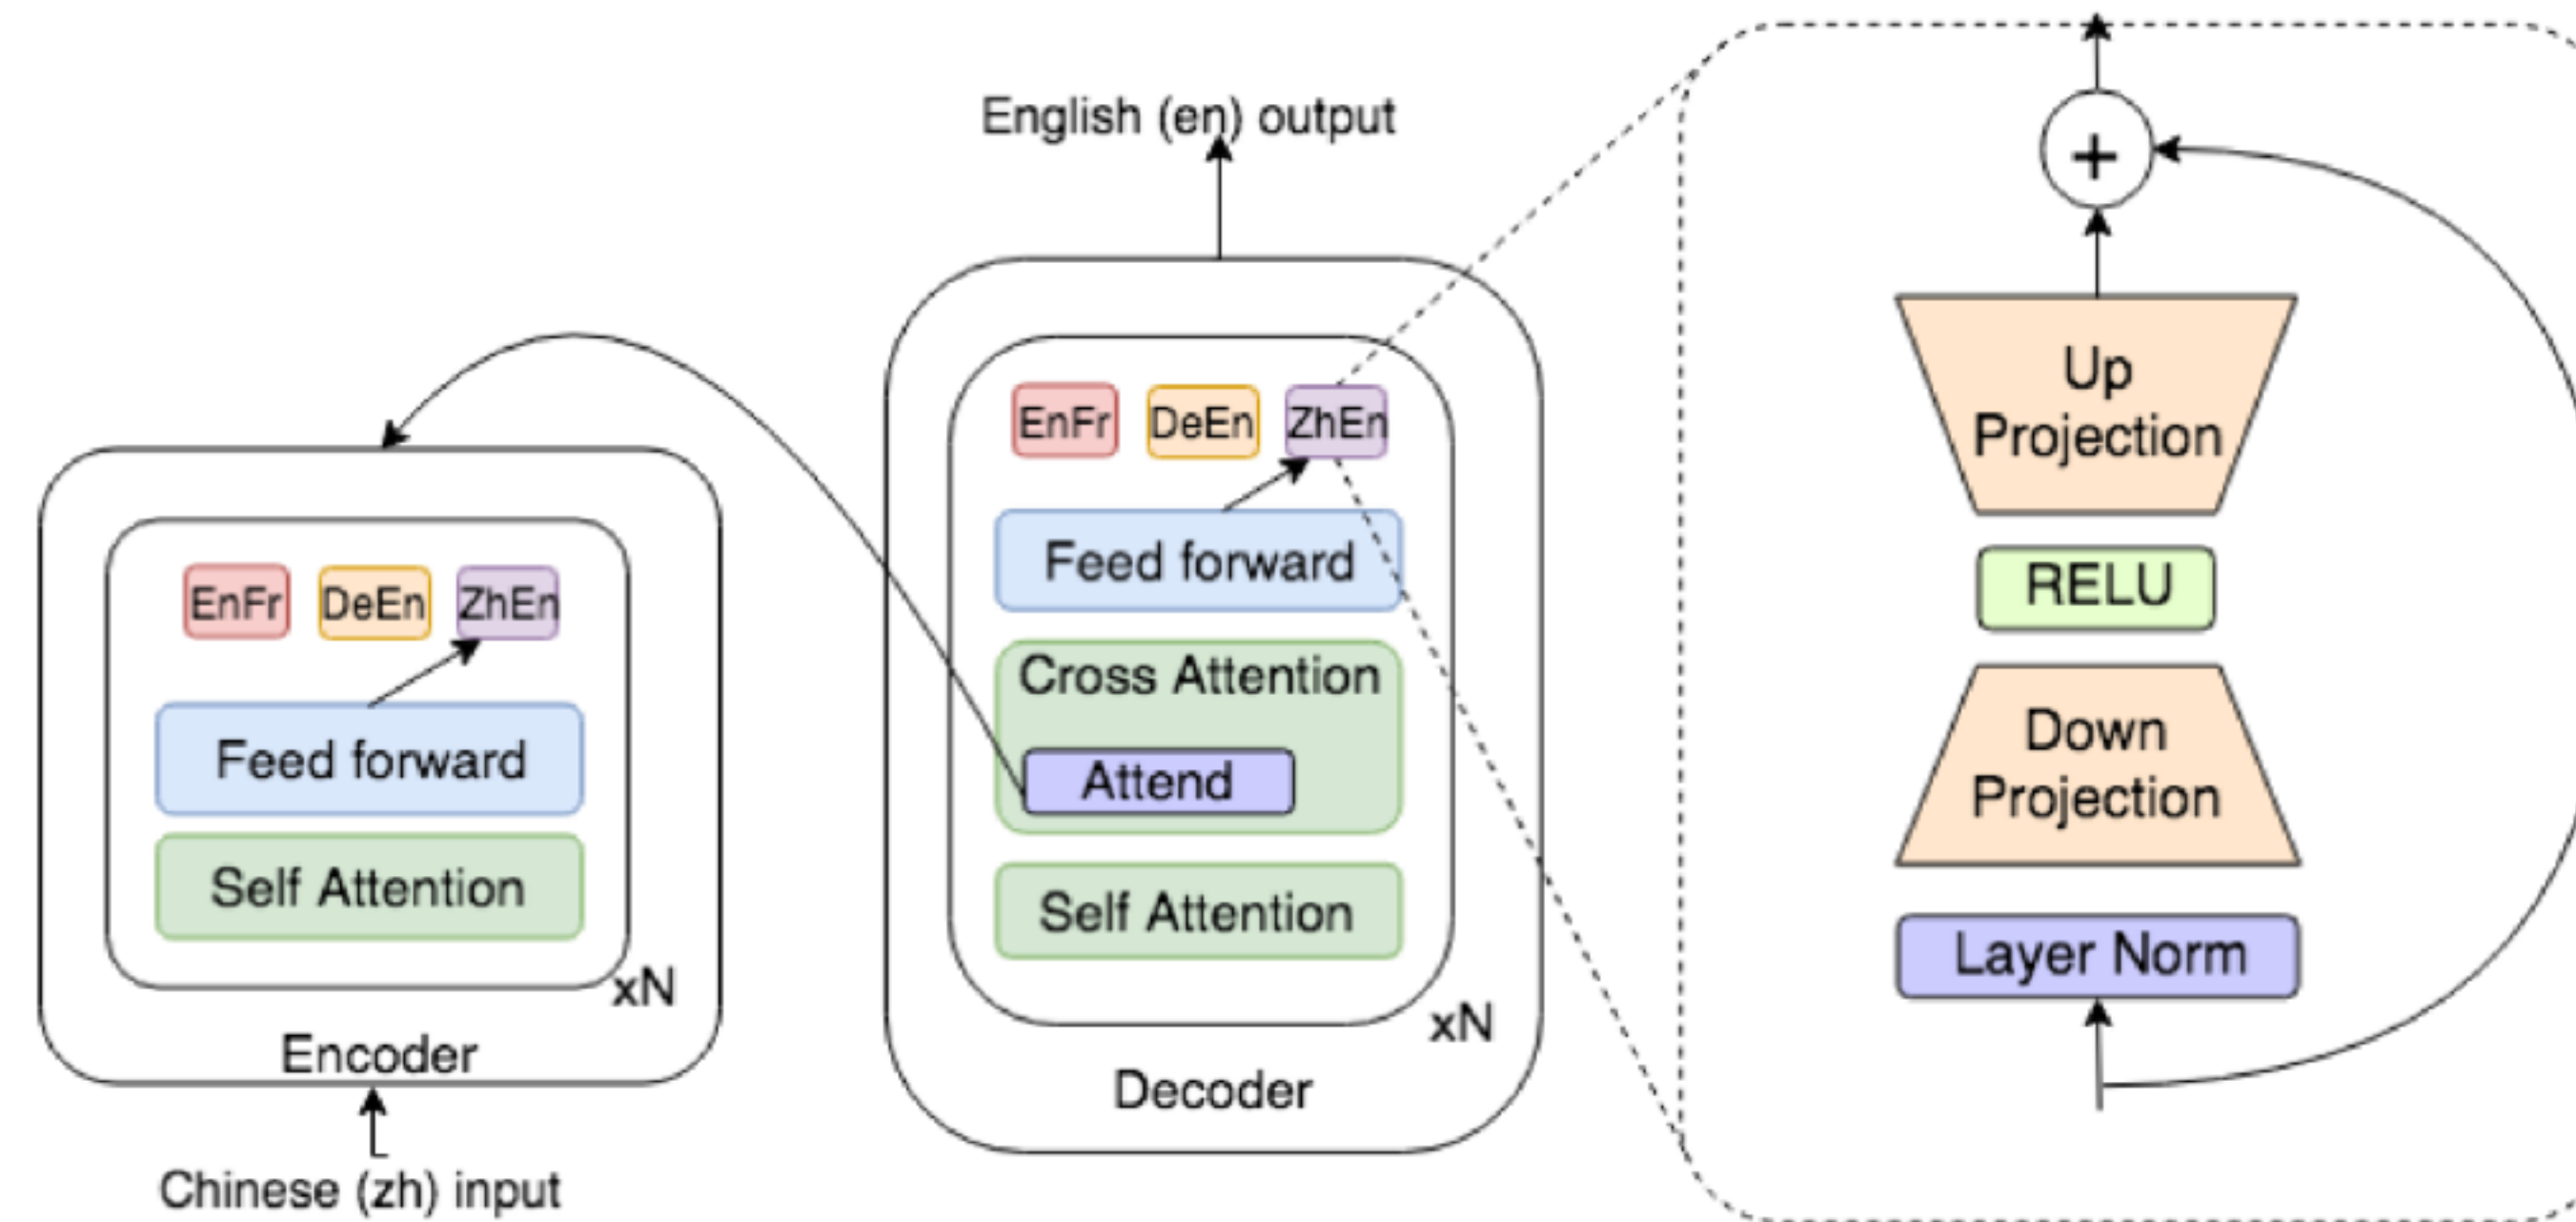 English (en) output
EnFr DeEn ZhEn
Feed forward
Cross Attention
Attend
Self Attention
xN
Decoder
EnFr DeEn ZhEn
Feed forward
Self Attention
xN
Encoder
Chinese (zh) input
+
Up
Projection
RELU
Down
Projection
Layer Norm